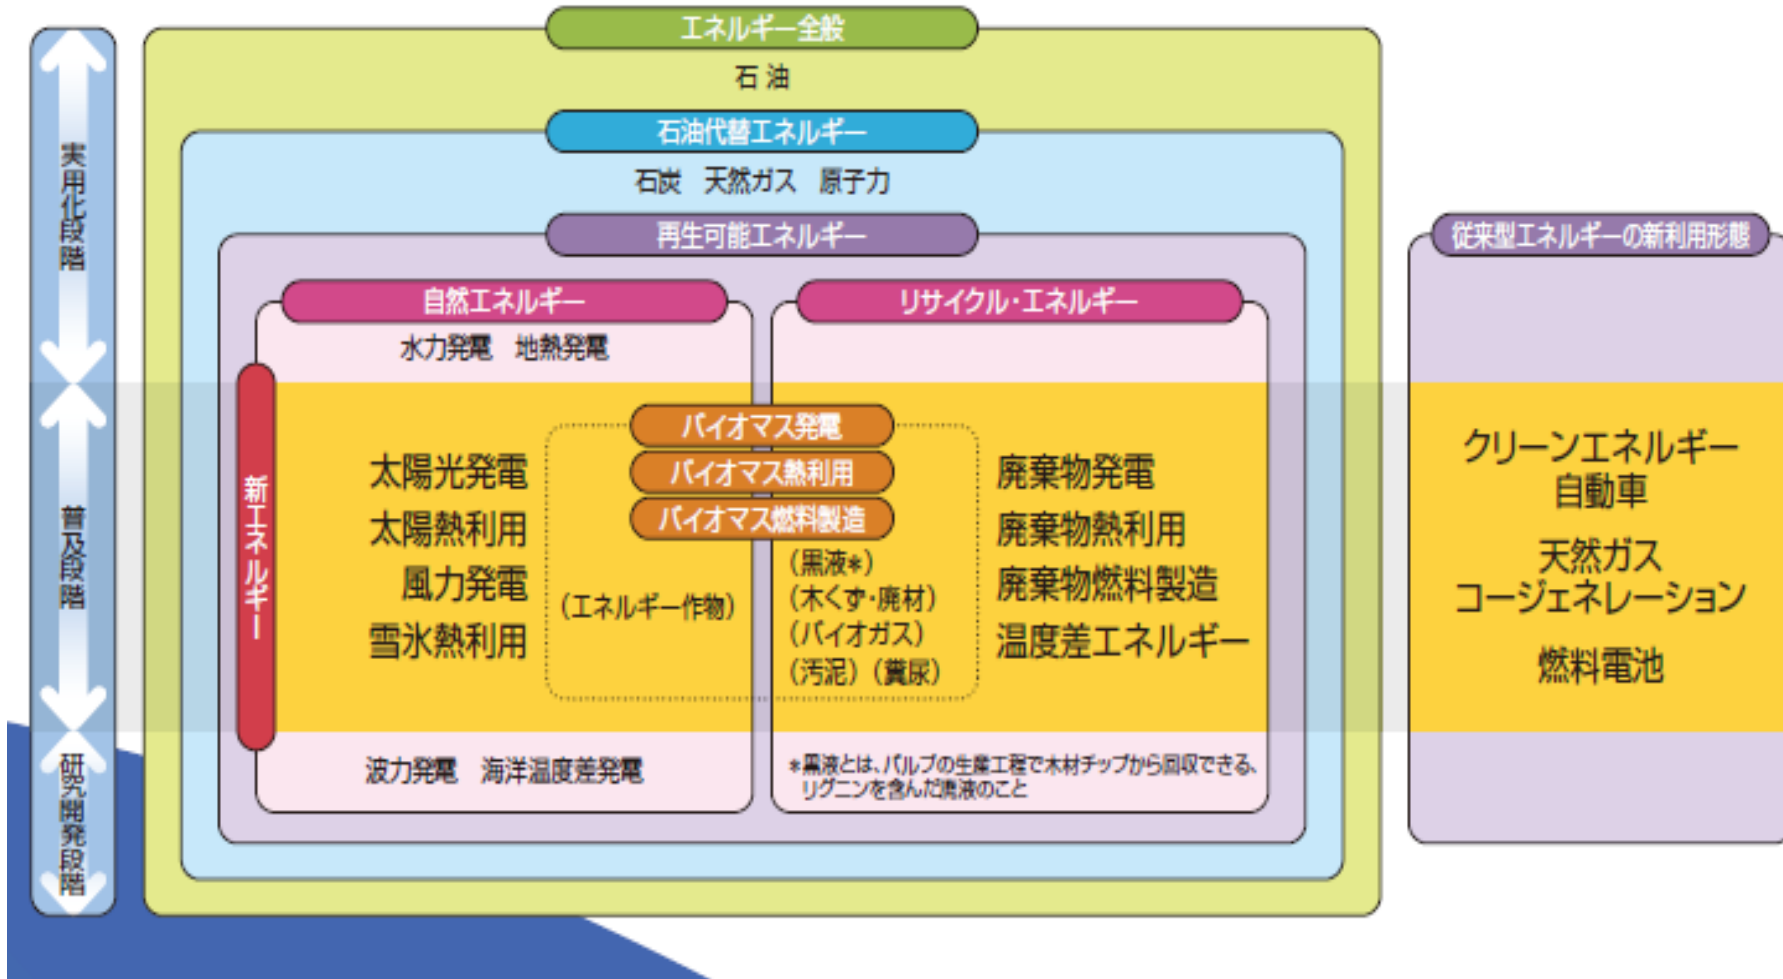 エネルギー全般
石油
石油代替エネルギー
石炭 天然ガス 原子力
再生可能エネルギー
従来型エネルギーの新利用形態
自然エネルギー
リサイクル・エネルギー
水力発電 地熱発電
実用化段階
普及段階
研究開発段階
新エネルギー
太陽光発電
太陽熱利用
風力発電
雪氷熱利用
バイオマス発電
バイオマス熱利用
バイオマス燃料製造
(エネルギー作物)
(黒液*)
(木くず・廃材)
(バイオガス)
(汚泥)(糞尿)
廃棄物発電
廃棄物熱利用
廃棄物燃料製造
温度差エネルギー
クリーンエネルギー
自動車
天然ガス
コージェネレーション
燃料電池
波力発電 海洋温度差発電
*黒液とは、パルプの生産工程で木材チップから回収できる、
リグニンを含んだ廃液のこと